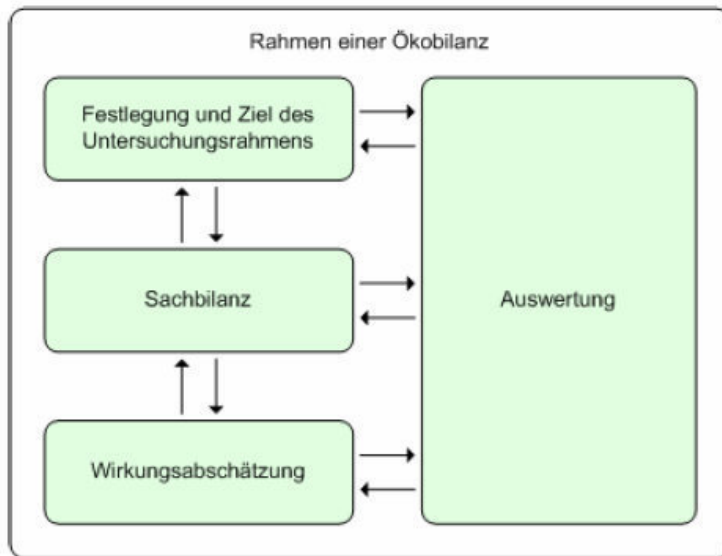 Rahmen einer Ökobilanz
Festlegung und Ziel des
Untersuchungsrahmens
Sachbilanz
Auswertung
Wirkungsabschätzung